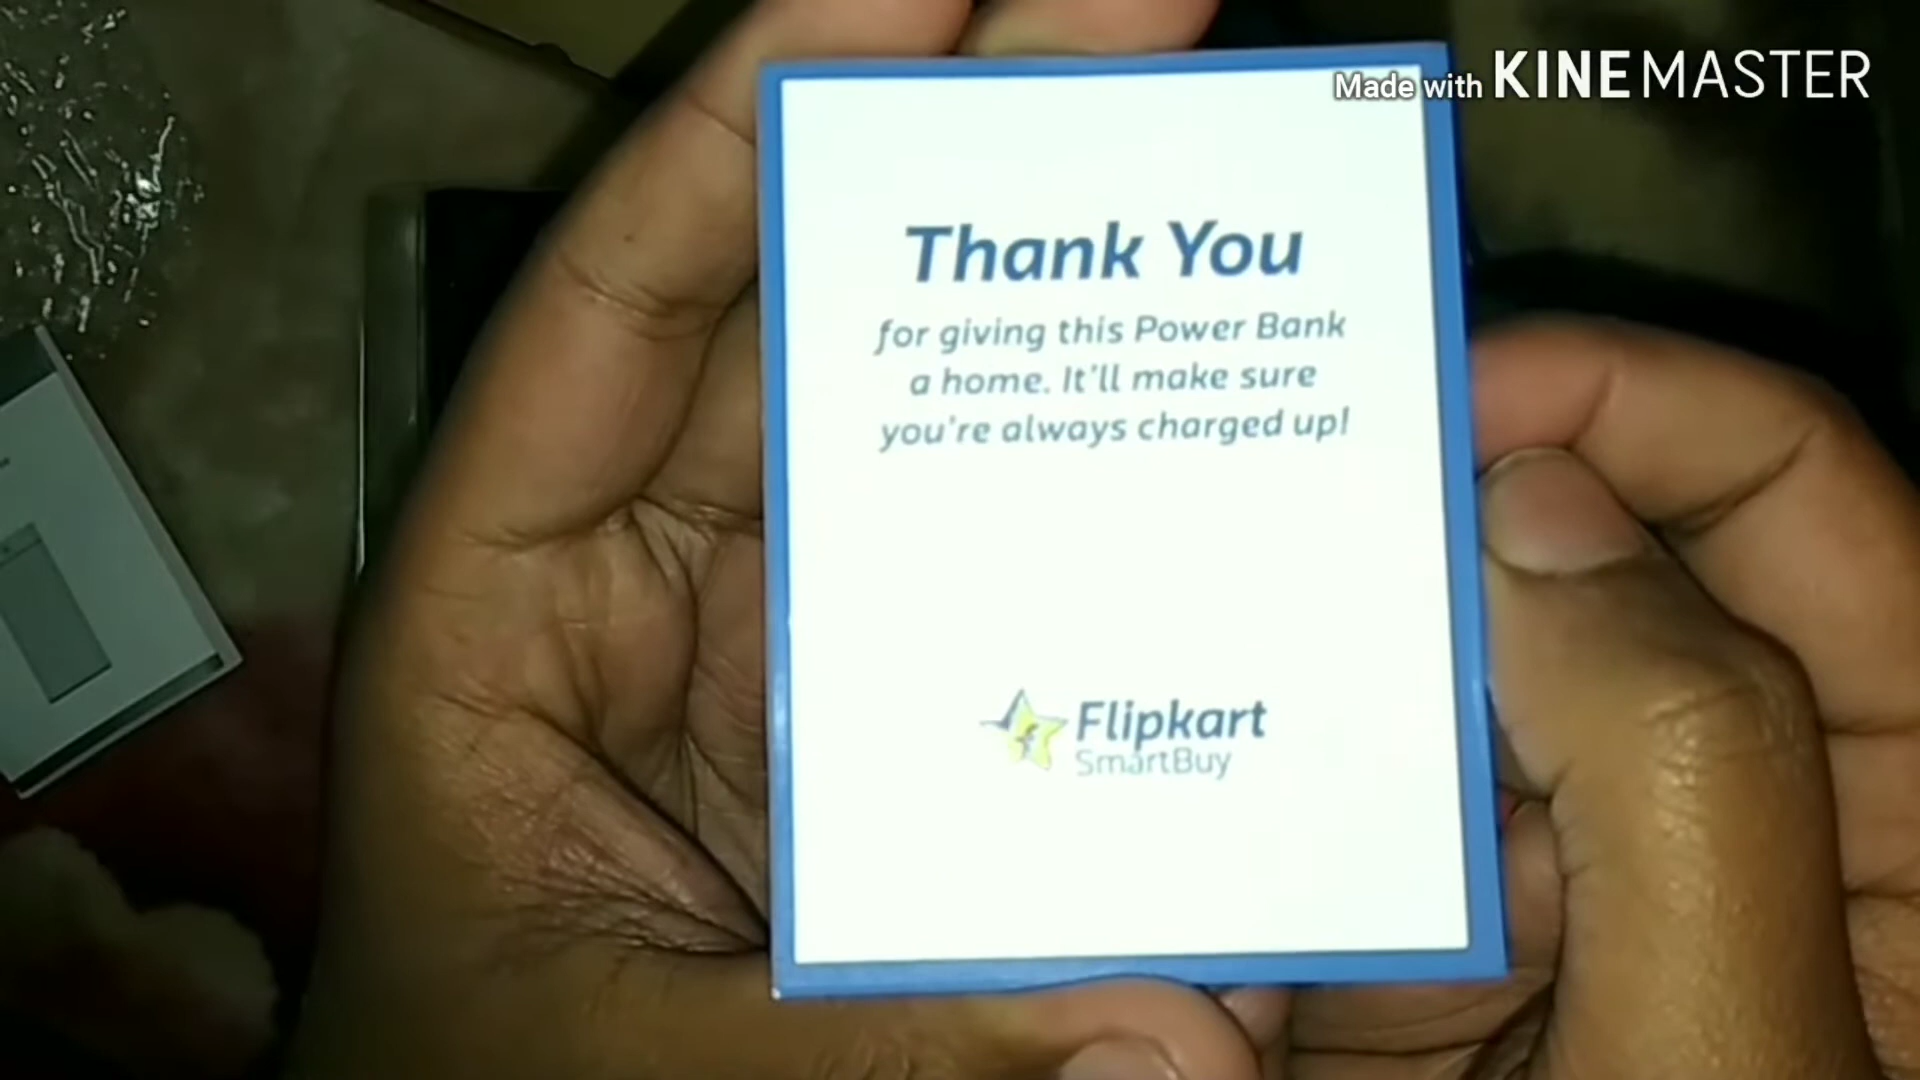 Made with KINEMASTER
Thank You
for giving this Power Bank
a home. It'll make sure
you're always charged up!
Flipkart
SmartBuy